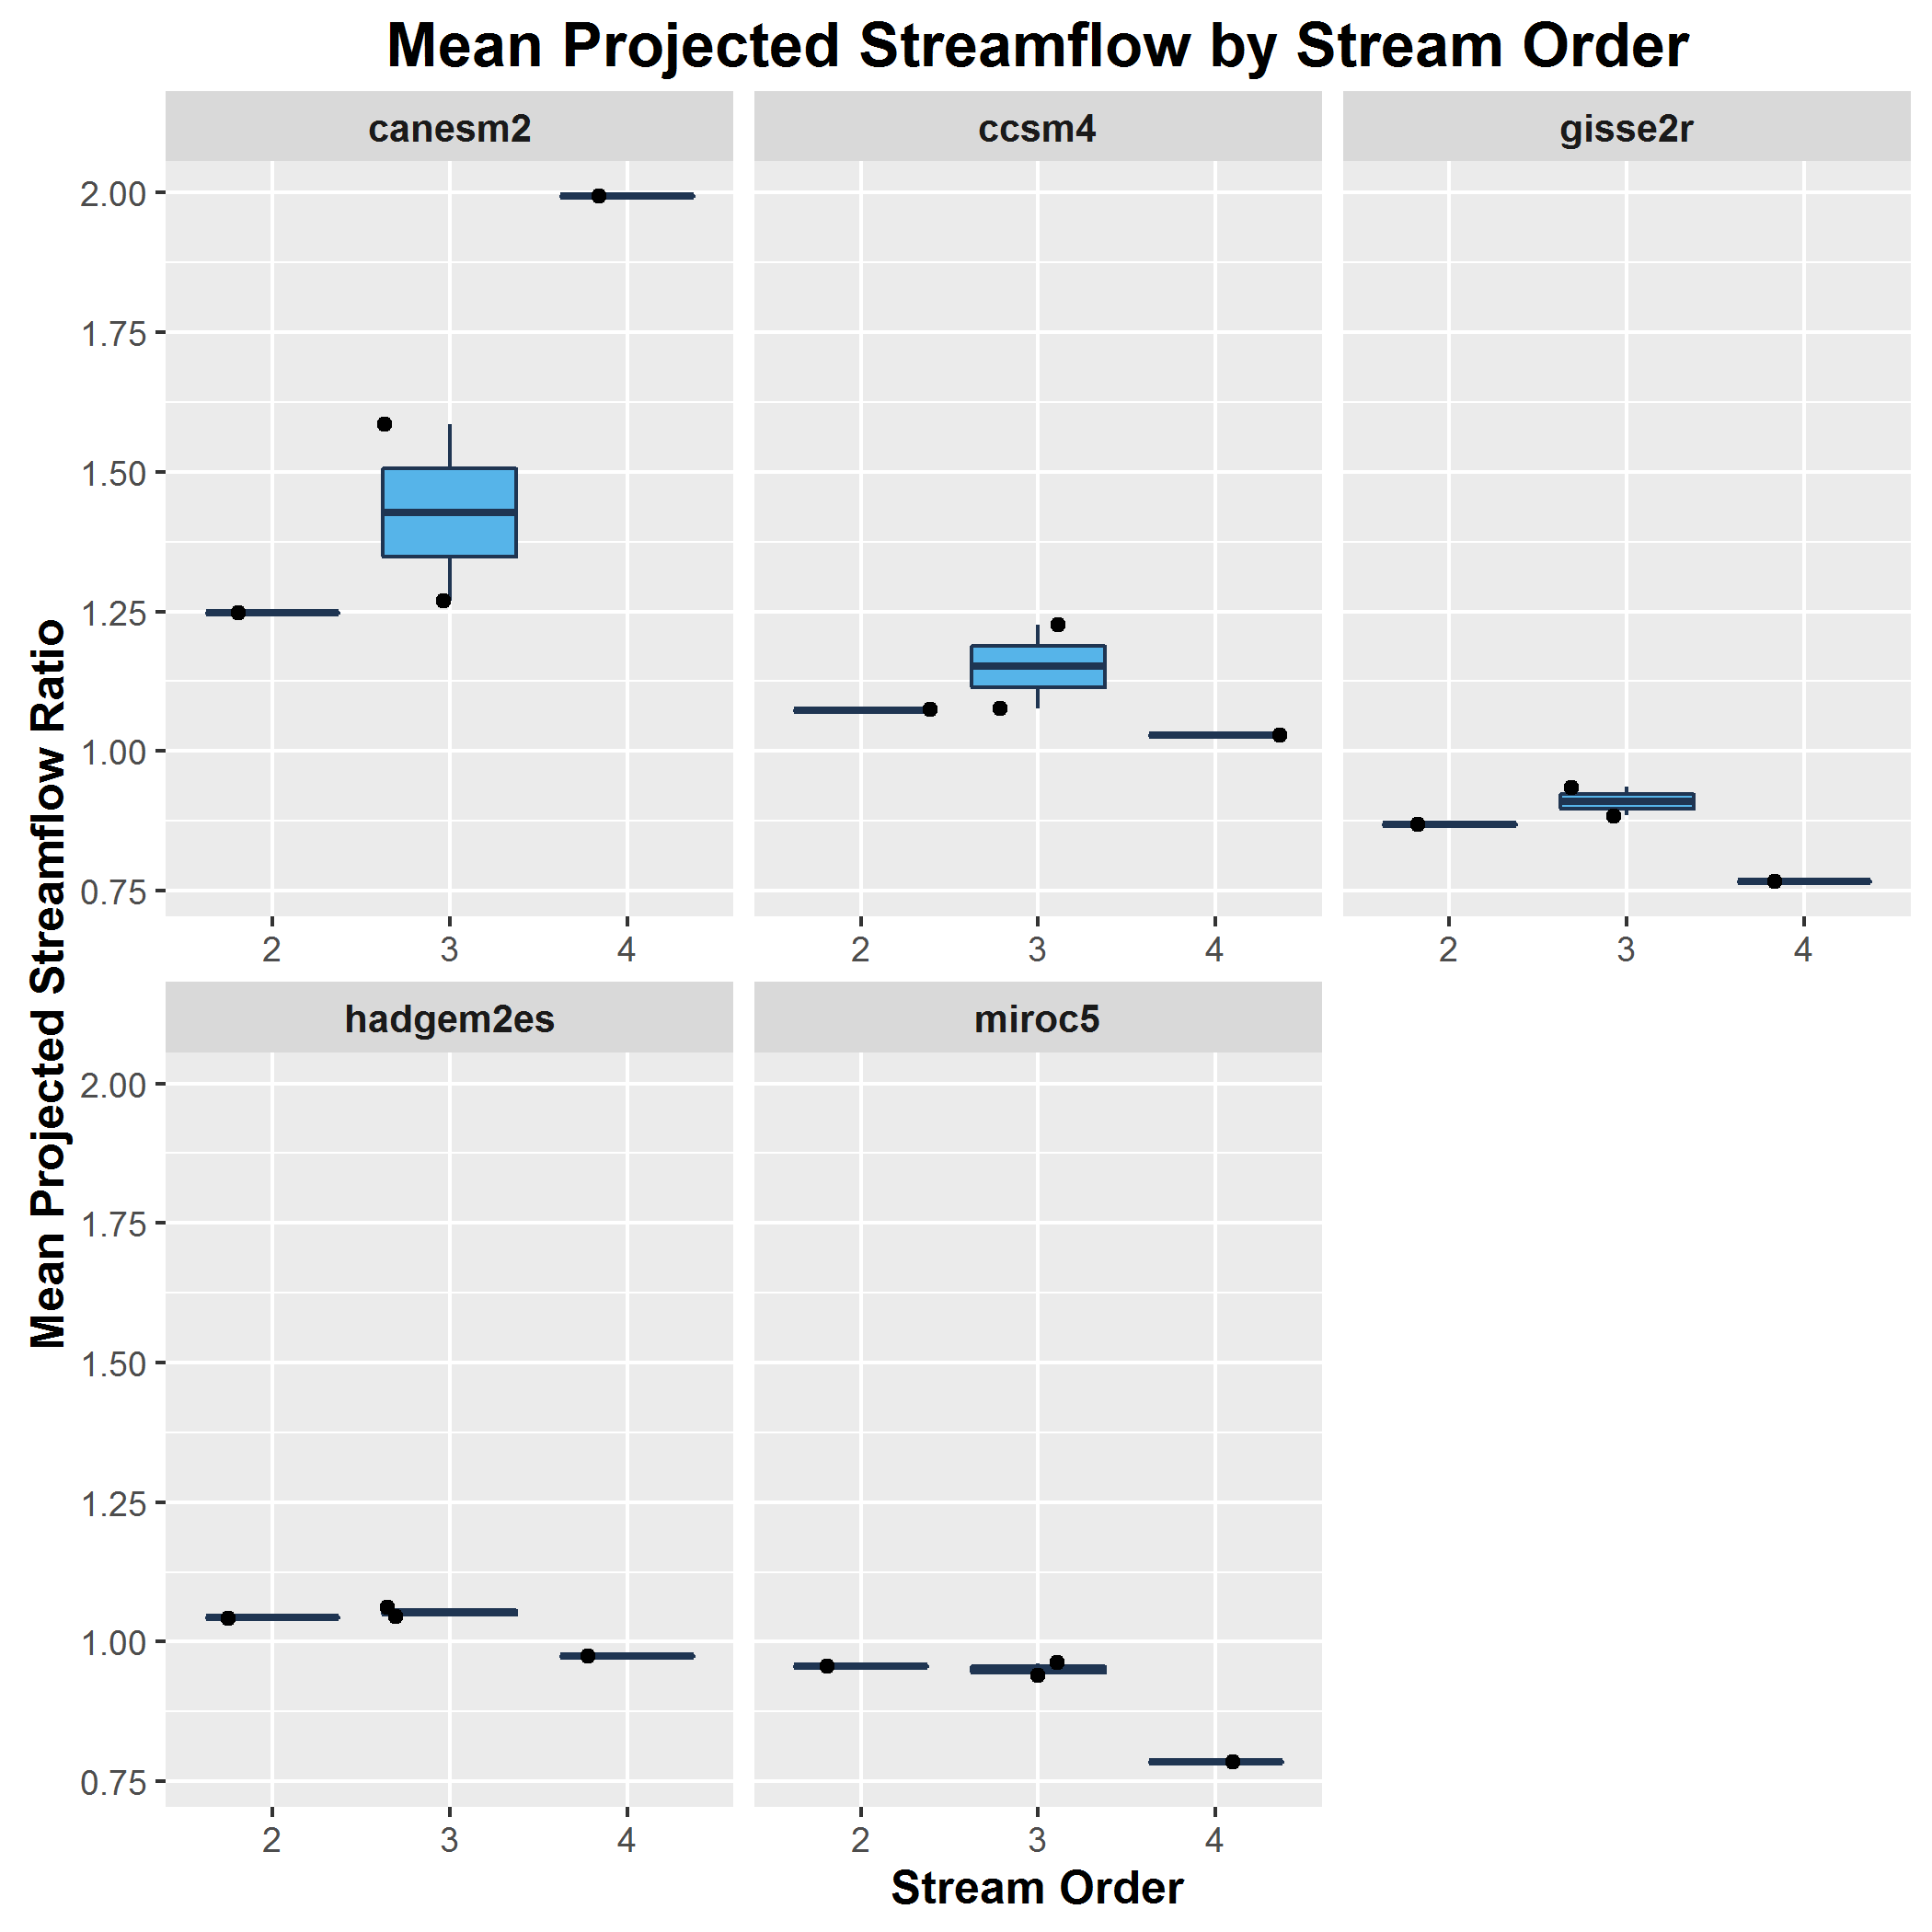 Mean Projected Streamflow by Stream Order
canesm2
ccsm4
gisse2r
2.00
1.75
1.50
1.25
1.00
0.75
2 3 4
2 3 4
2 3 4
Mean Projected Streamflow Ratio
hadgem2es
miroc5
2.00
1.75
1.50
1.25
1.00
0.75
2 3 4
2 3 4
Stream Order